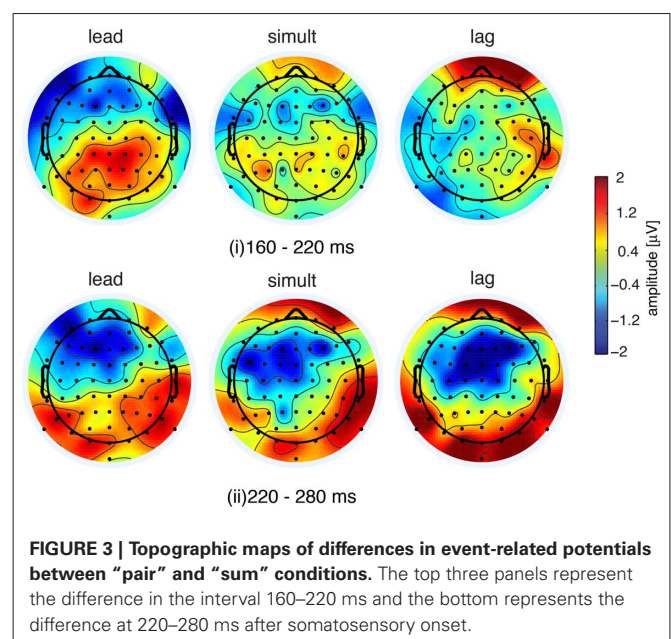 lead simult lag
2
1.2
0.4
−0.4
−1.2
−2
amplitude [µV]
(i)160 - 220 ms
lead simult lag
(ii)220 - 280 ms
FIGURE 3 | Topographic maps of differences in event-related potentials
between “pair” and “sum” conditions. The top three panels represent
the difference in the interval 160–220 ms and the bottom represents the
difference at 220–280 ms after somatosensory onset.